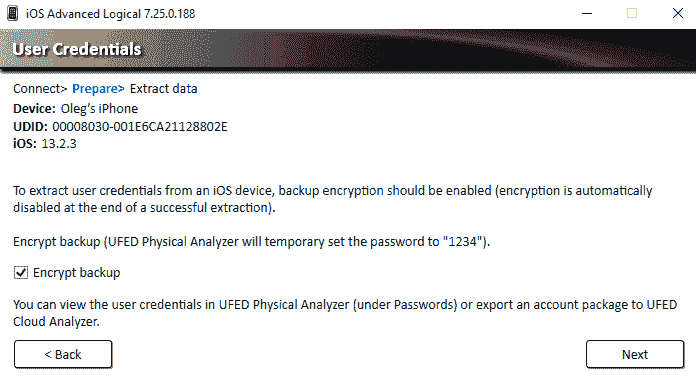 iOS Advanced Logical 7.25.0.188
User Credentials
Connect> Prepare> Extract data
Device: Oleg's iPhone
UDID: 00008030-001E6CA21128802E
iOS: 13.2.3
To extract user credentials from an iOS device, backup encryption should be enabled (encryption is automatically
disabled at the end of a successful extraction).
Encrypt backup (UFED Physical Analyzer will temporary set the password to "1234").
Encrypt backup
You can view the user credentials in UFED Physical Analyzer (under Passwords) or export an account package to UFED
Cloud Analyzer.
< Back
Next